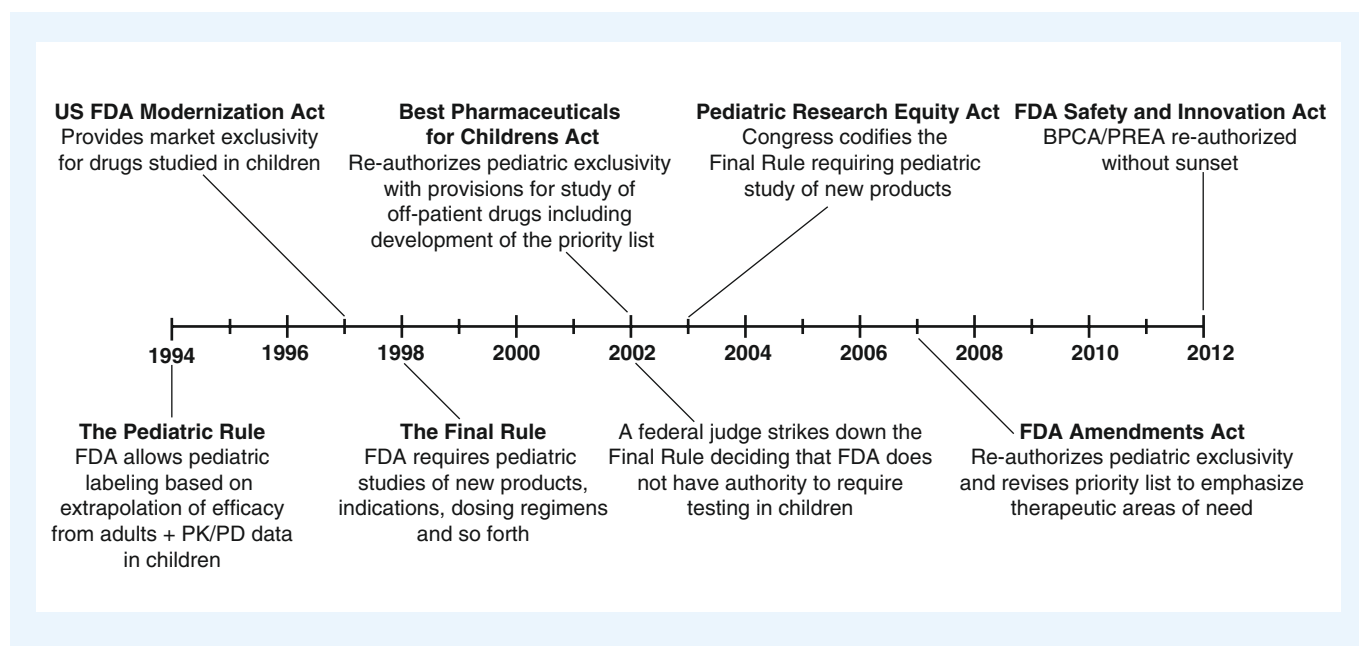 US FDA Modernization Act
Provides market exclusivity
for drugs studied in children
Best Pharmaceuticals
for Childrens Act
Re-authorizes pediatric exclusivity
with provisions for study of
off-patient drugs including
development of the priority list
Pediatric Research Equity Act
Congress codifies the
Final Rule requiring pediatric
study of new products
FDA Safety and Innovation Act
BPCA/PREA re-authorized
without sunset
1994 1996 1998 2000 2002 2004 2006 2008 2010 2012
The Pediatric Rule
FDA allows pediatric
labeling based on
extrapolation of efficacy
from adults + PK/PD data
in children
The Final Rule
FDA requires pediatric
studies of new products,
indications, dosing regimens
and so forth
A federal judge strikes down the
Final Rule deciding that FDA does
not have authority to require
testing in children
FDA Amendments Act
Re-authorizes pediatric exclusivity
and revises priority list to emphasize
therapeutic areas of need